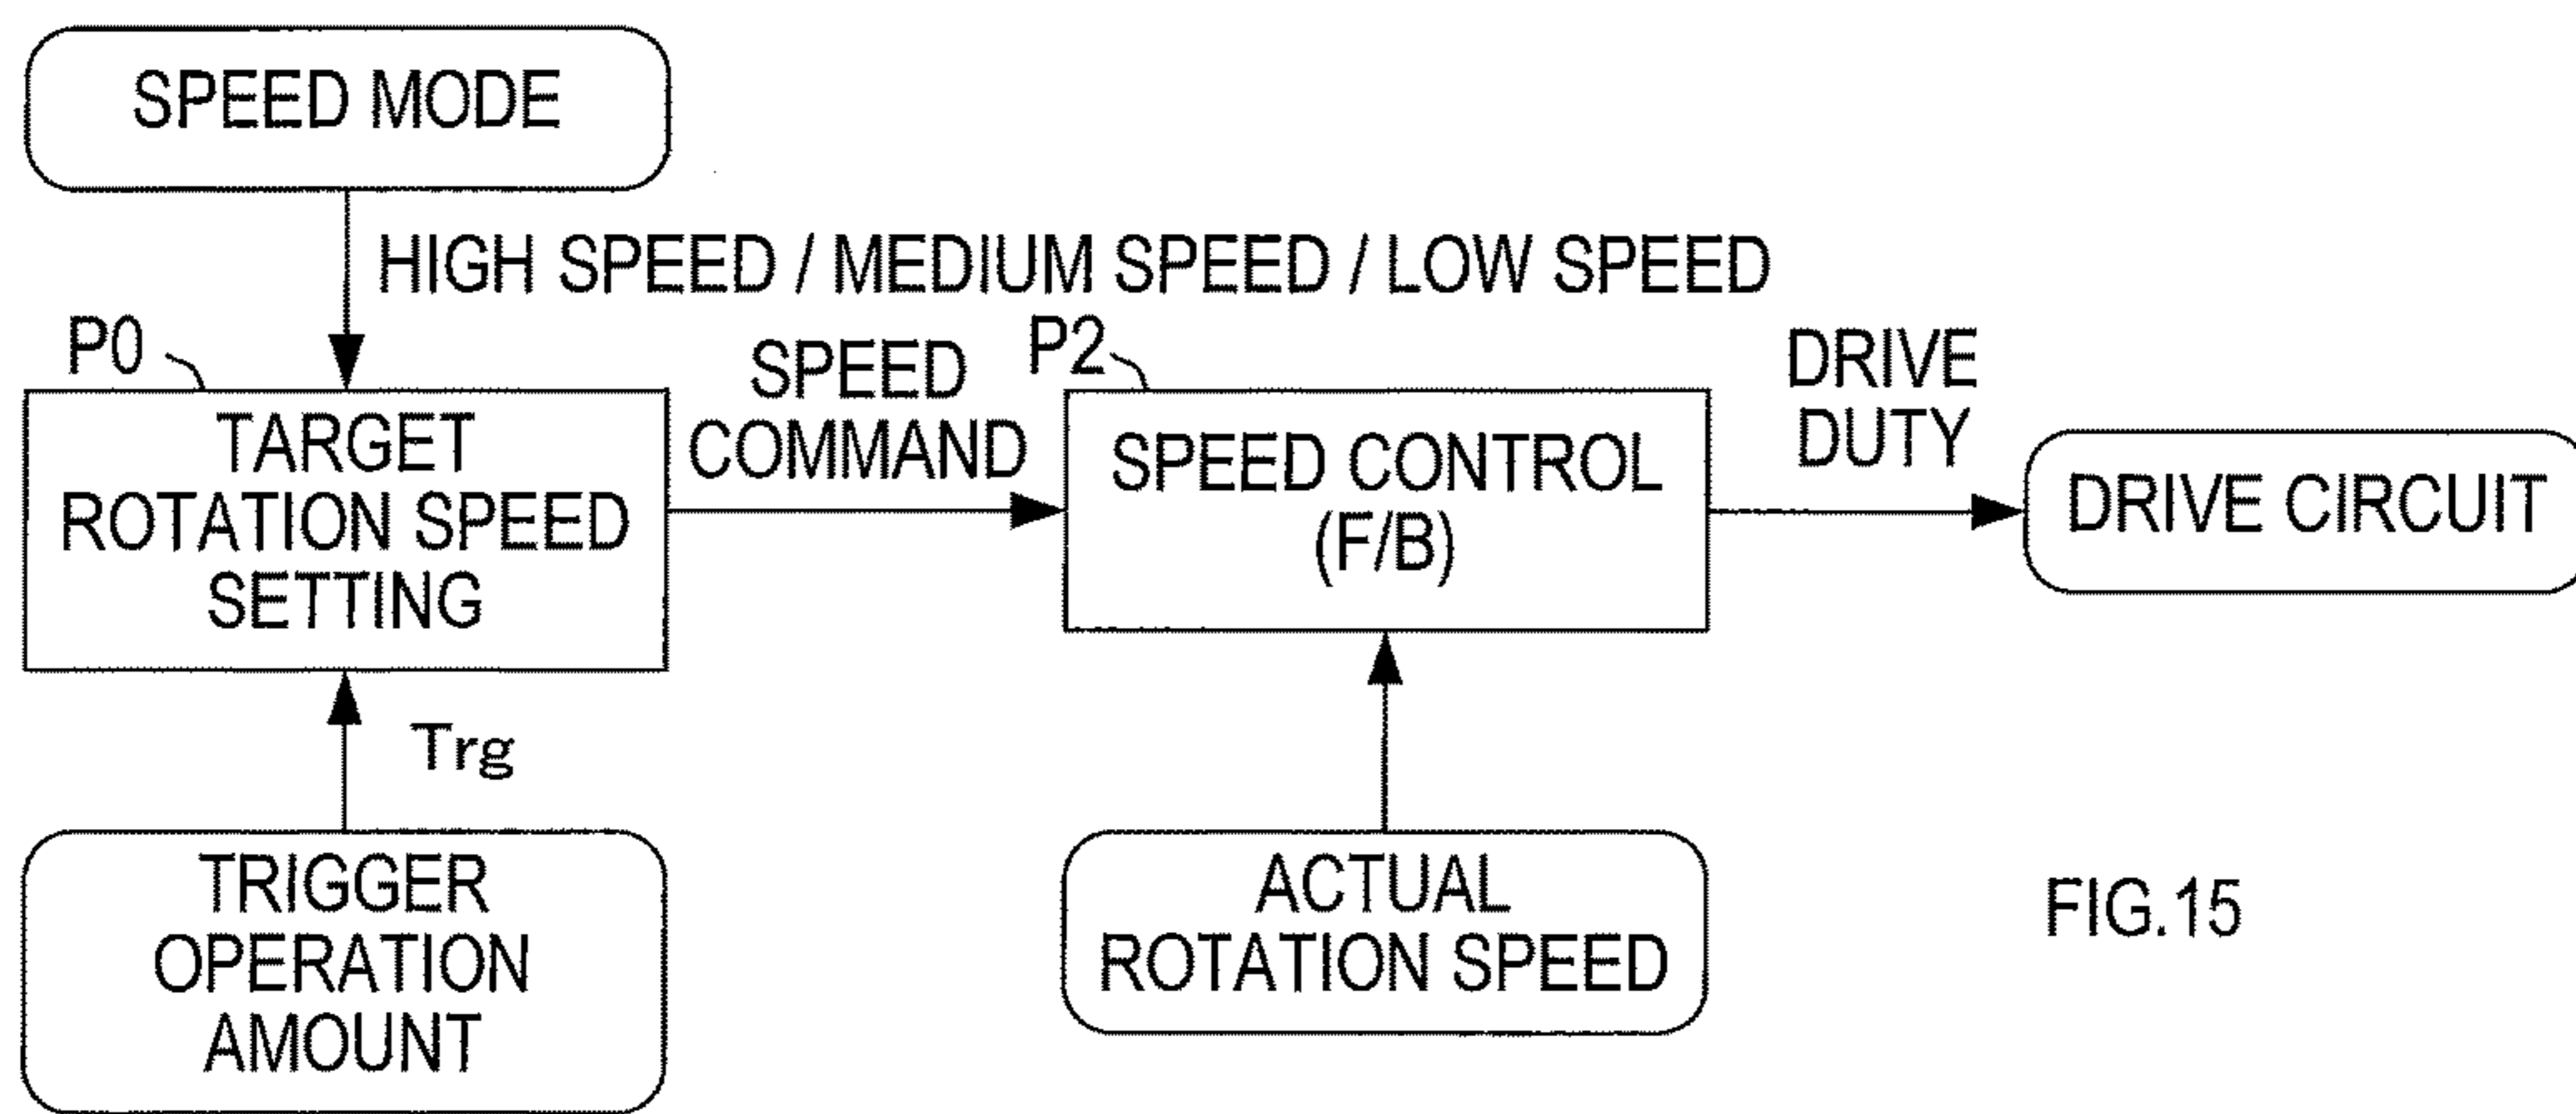 SPEED MODE
HIGH SPEED / MEDIUM SPEED / LOW SPEED
P0
TARGET
ROTATION SPEED
SETTING
SPEED
COMMAND
P2
SPEED CONTROL
(F/B)
DRIVE
DUTY
DRIVE CIRCUIT
Trg
TRIGGER
OPERATION
AMOUNT
ACTUAL
ROTATION SPEED
FIG.15